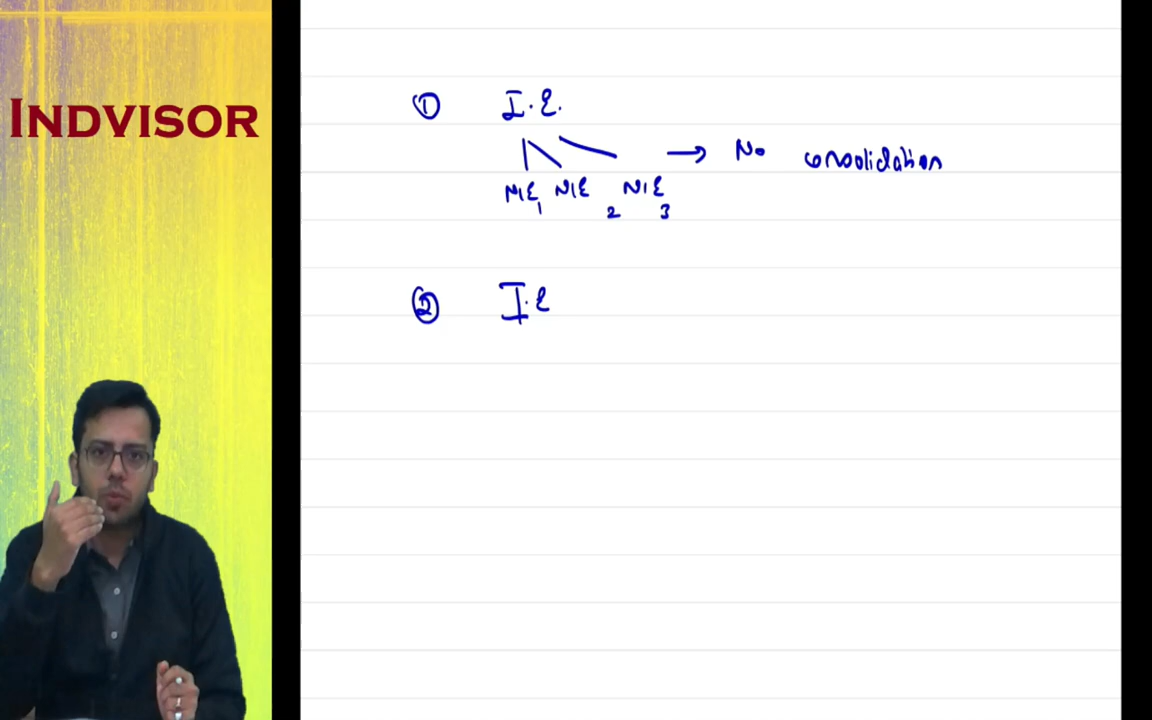 INDVISOR
① I.E.
→ No consolidation
NIE1 NIE2 NIE3
② I.E